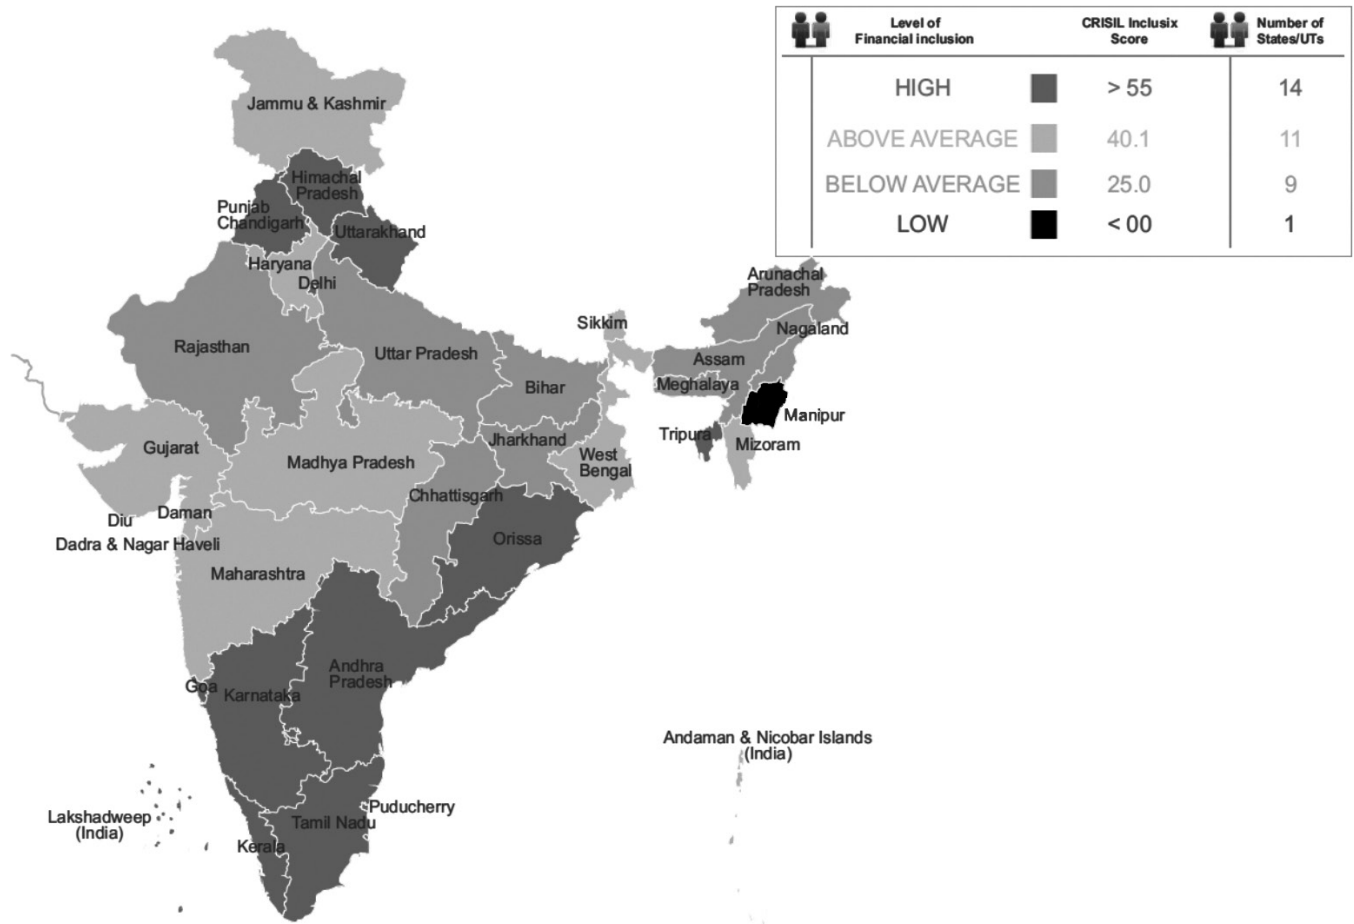 Level of
Financial inclusion
CRISIL Inclusix
Score
Number of
States/UTs
HIGH > 55 14
ABOVE AVERAGE 40.1 11
BELOW AVERAGE 25.0 9
LOW < 00 1
Jammu & Kashmir
Himachal
Pradesh
Punjab
Chandigarh
Uttarakhand
Haryana
Delhi
Arunachal
Pradesh
Sikkim
Nagaland
Rajasthan
Uttar Pradesh
Assam
Bihar
Meghalaya
Manipur
Tripura
Mizoram
Gujarat
Jharkhand
Madhya Pradesh
West
Bengal
Chhattisgarh
Diu
Daman
Dadra & Nagar Haveli
Orissa
Maharashtra
Andhra
Pradesh
Goa
Karnataka
Andaman & Nicobar Islands
(India)
Lakshadweep
(India)
Puducherry
Tamil Nadu
Kerala